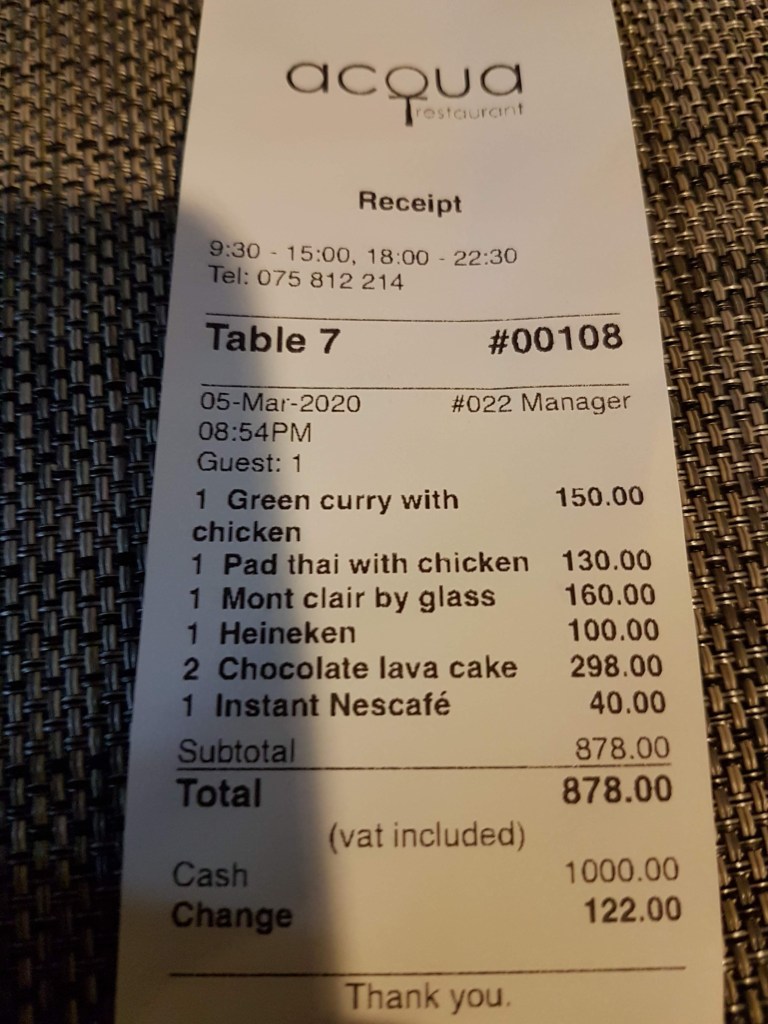 acqua
restaurant
Receipt
9:30 - 15:00, 18:00 - 22:30
Tel: 075 812 214
Table 7 #00108
05-Mar-2020 #022 Manager
08:54PM
Guest: 1
1 Green curry with 150.00
chicken
1 Pad thai with chicken 130.00
1 Mont clair by glass 160.00
1 Heineken 100.00
2 Chocolate lava cake 298.00
1 Instant Nescafé 40.00
Subtotal 878.00
Total 878.00
(vat included)
Cash 1000.00
Change 122.00
Thank you.